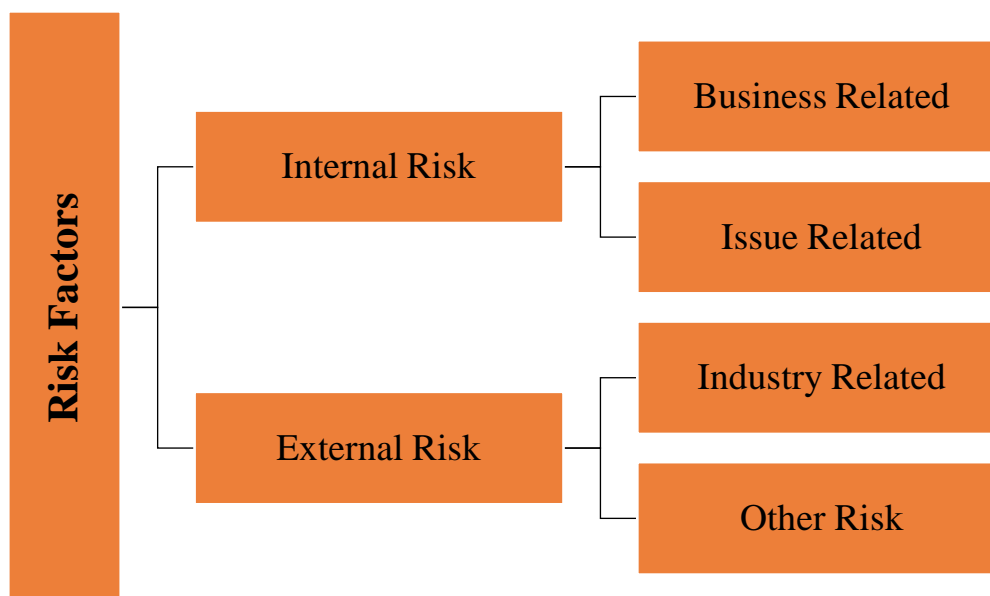 Risk Factors
Internal Risk
Business Related
Issue Related
External Risk
Industry Related
Other Risk